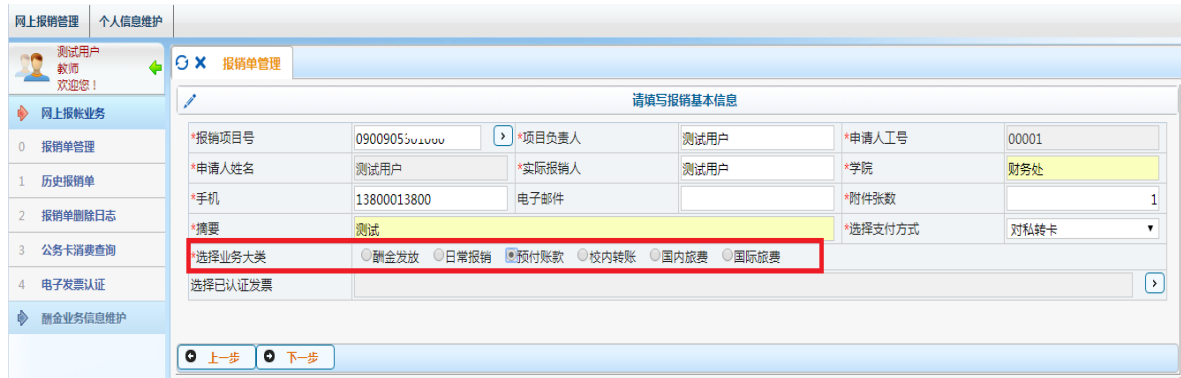 网上报销管理 个人信息维护
测试用户
教师
欢迎您！
报销单管理
网上报帐业务
0 报销单管理
1 历史报销单
2 报销单删除日志
3 公务卡消费查询
4 电子发票认证
酬金业务信息维护
请填写报销基本信息
*报销项目号 *项目负责人 测试用户 *申请人工号 00001
*申请人姓名 测试用户 *实际报销人 测试用户 *学院 财务处
*手机 13800013800 电子邮件 *附件张数 1
*摘要 测试 *选择支付方式 对私转卡
*选择业务大类 酬金发放 日常报销 预付账款 校内转账 国内旅费 国际旅费
选择已认证发票
上一步 下一步